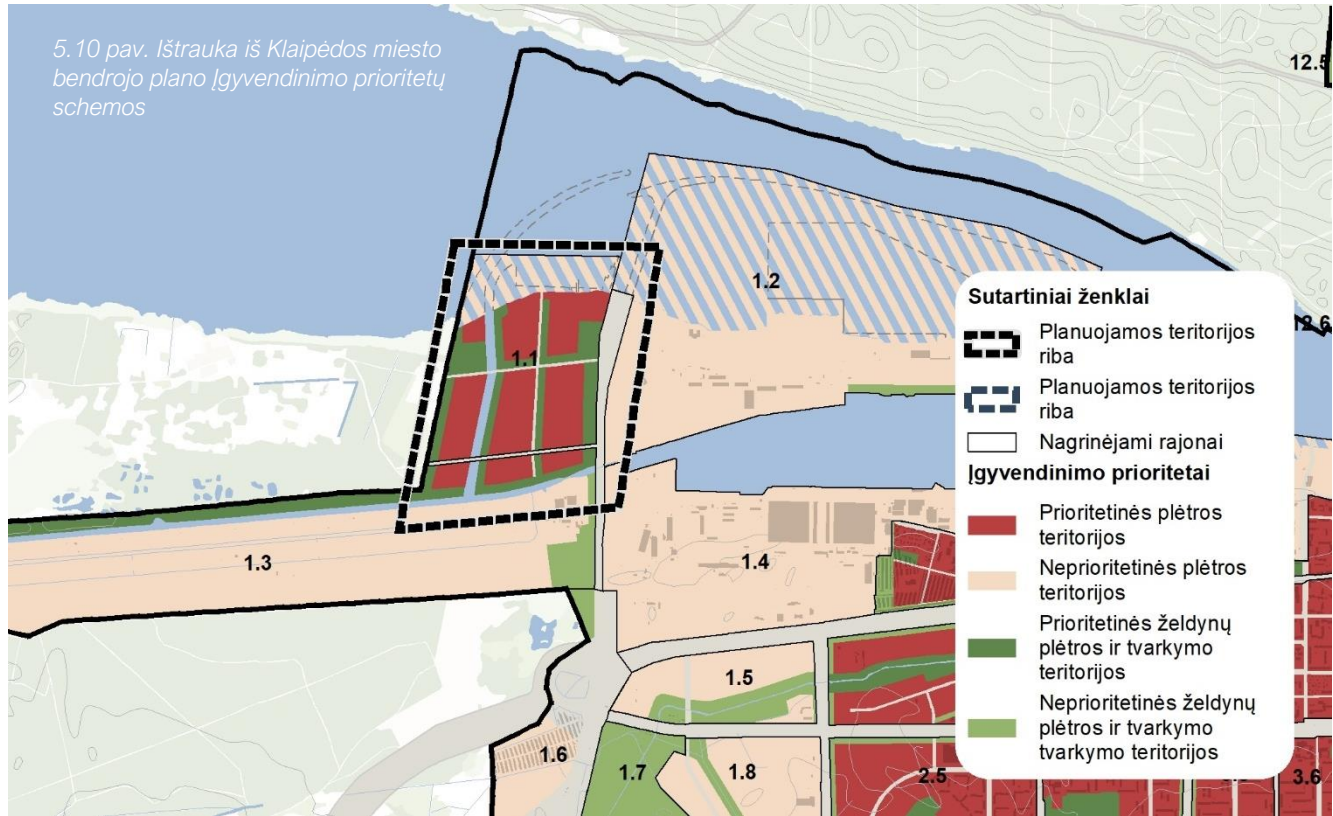 5.10 pav. Ištrauka iš Klaipėdos miesto
bendrojo plano Įgyvendinimo prioritetų
schemos
12.5
1.2
12.6
1.1
1.3
1.4
1.5
1.6
1.7
1.8
2.5
3.6
Sutartiniai ženklai
Planuojamos teritorijos
riba
Planuojamos teritorijos
riba
Nagrinėjami rajonai
Įgyvendinimo prioritetai
Prioritetinės plėtros
teritorijos
Neprioritetinės plėtros
teritorijos
Prioritetinės želdynų
plėtros ir tvarkymo
teritorijos
Neprioritetinės želdynų
plėtros ir tvarkymo
tvarkymo teritorijos